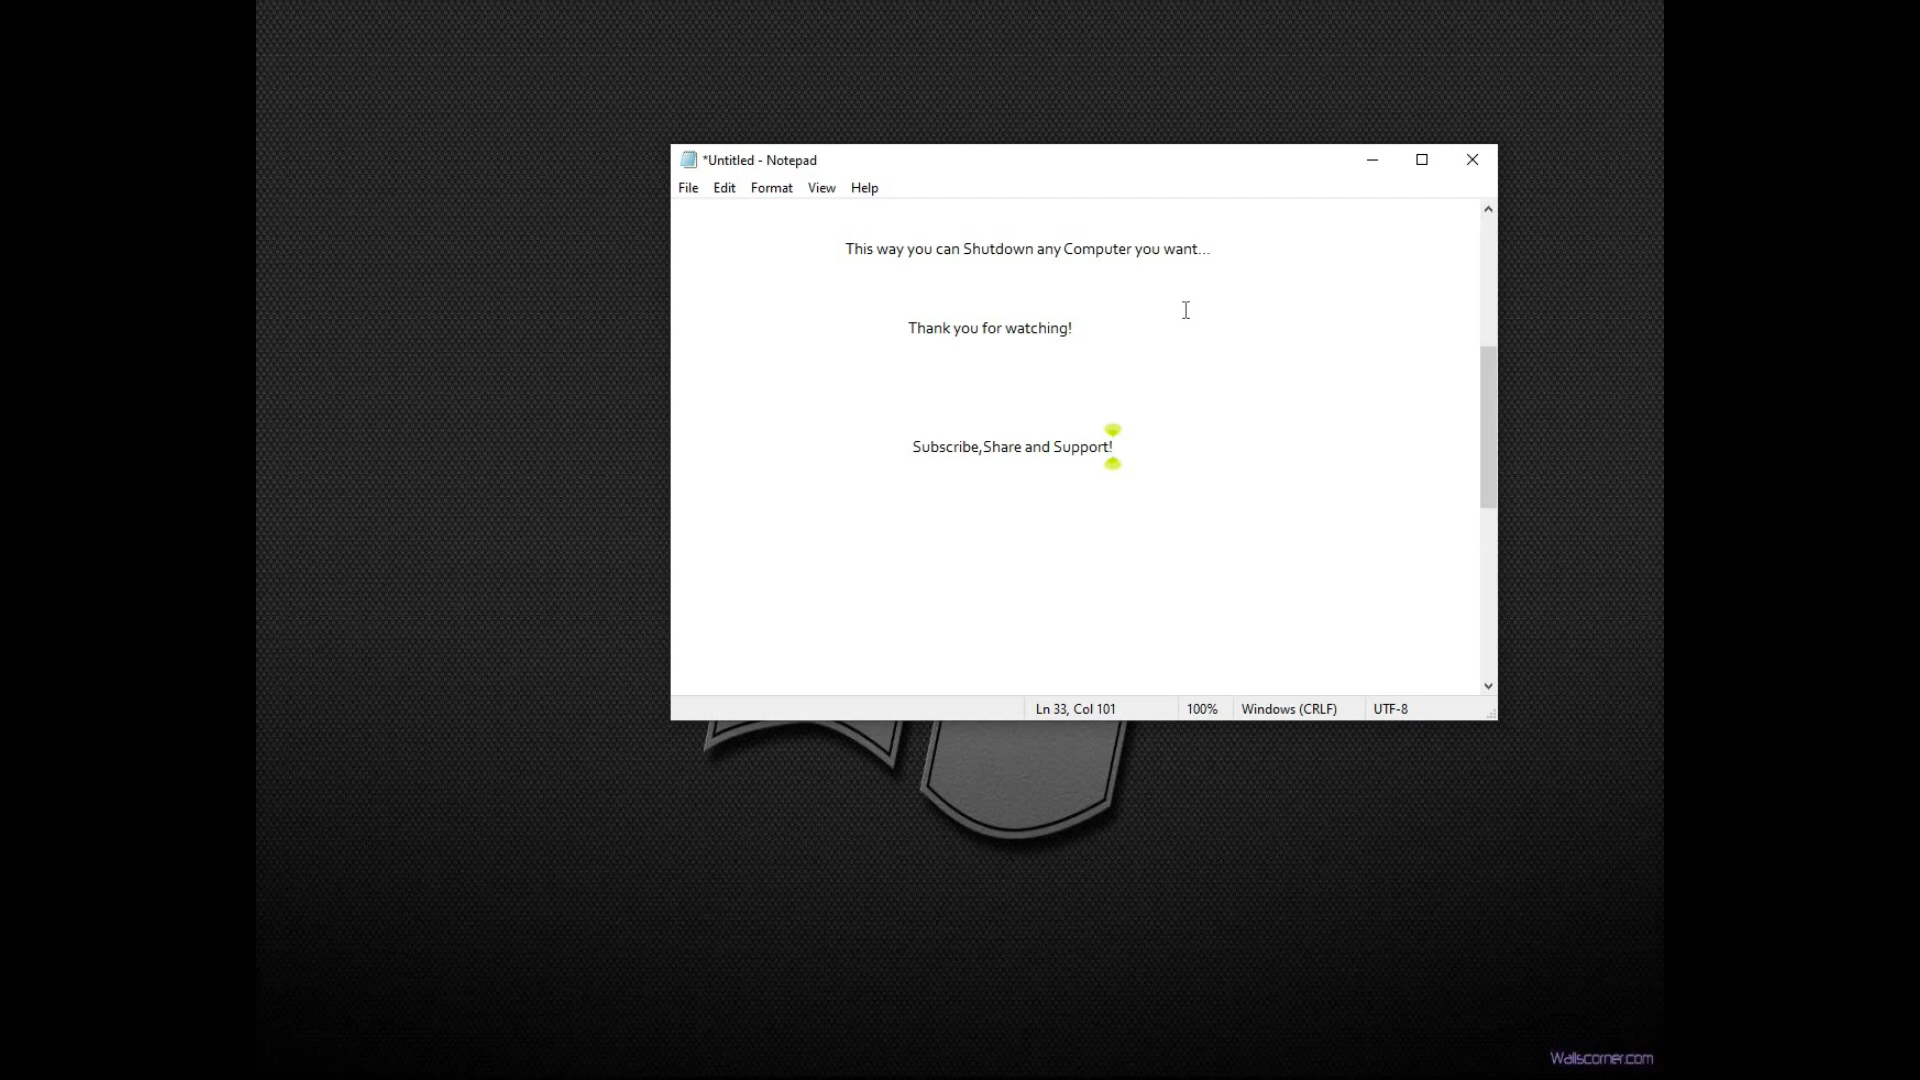 *Untitled - Notepad
File Edit Format View Help
This way you can Shutdown any Computer you want...
Thank you for watching!
Subscribe,Share and Support!
Ln 33, Col 101 100% Windows (CRLF) UTF-8
Wallscorner.com